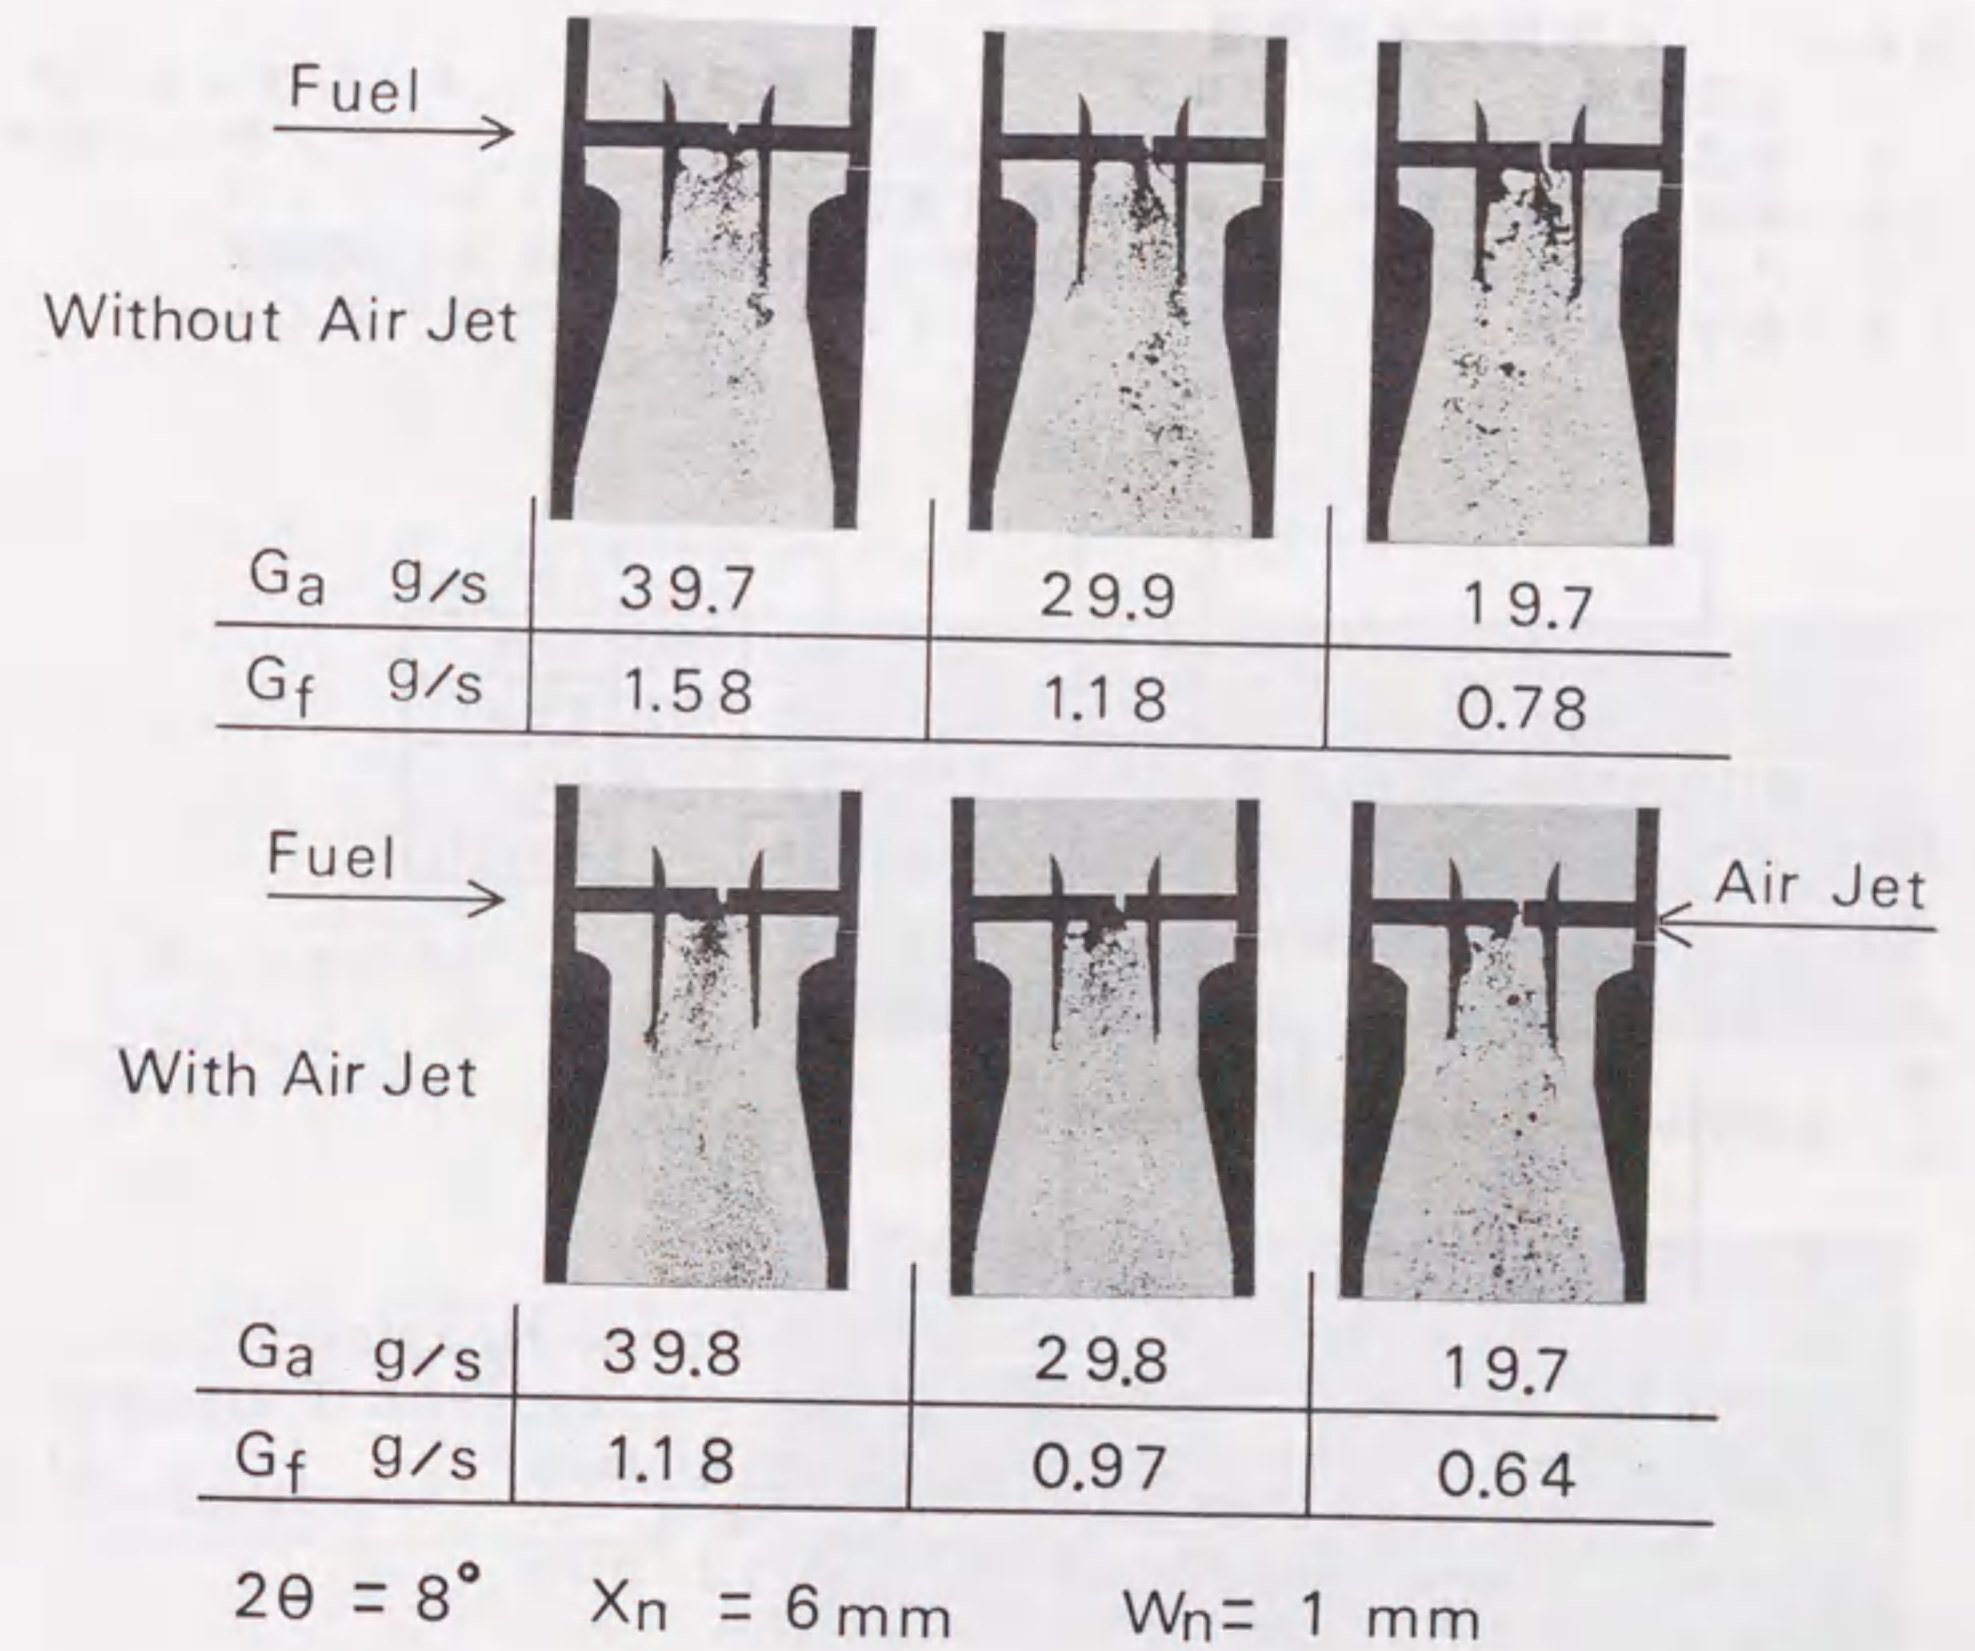 Fuel
Without Air Jet
Ga g/s 39.7 29.9 19.7
Gf g/s 1.58 1.18 0.78
Fuel
Air Jet
With Air Jet
Ga g/s 39.8 29.8 19.7
Gf g/s 1.18 0.97 0.64
2θ = 8° Xn = 6 mm Wn = 1 mm